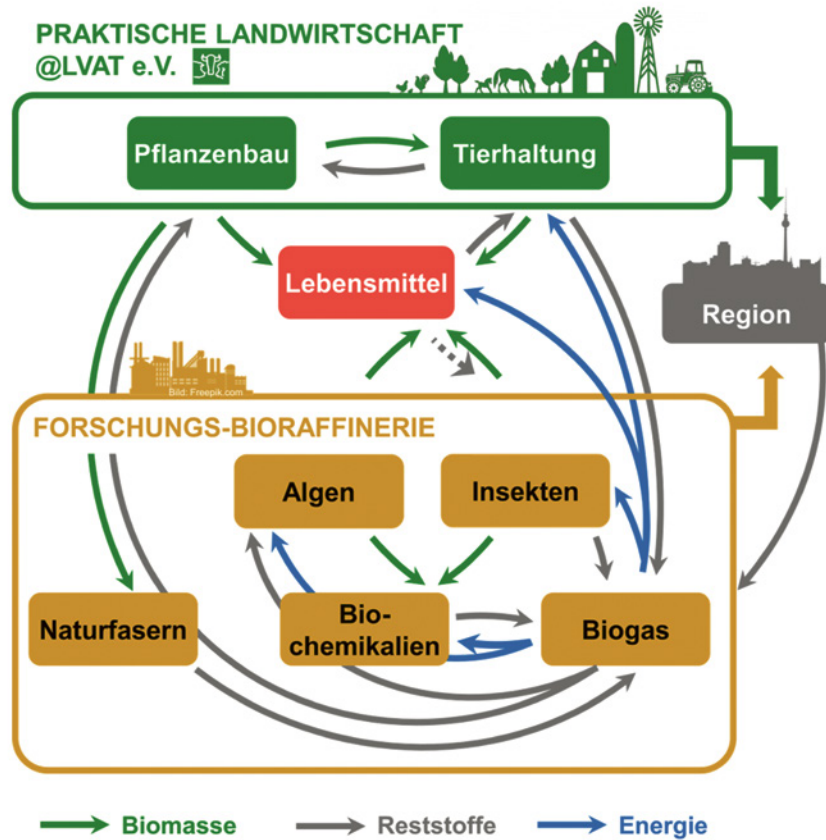 PRAKTISCHE LANDWIRTSCHAFT
@LVAT e.V.
Pflanzenbau
Tierhaltung
Lebensmittel
Region
Bild: Freepik.com
FORSCHUNGS-BIORAFFINERIE
Algen
Insekten
Naturfasern
Bio-
chemikalien
Biogas
Biomasse
Reststoffe
Energie